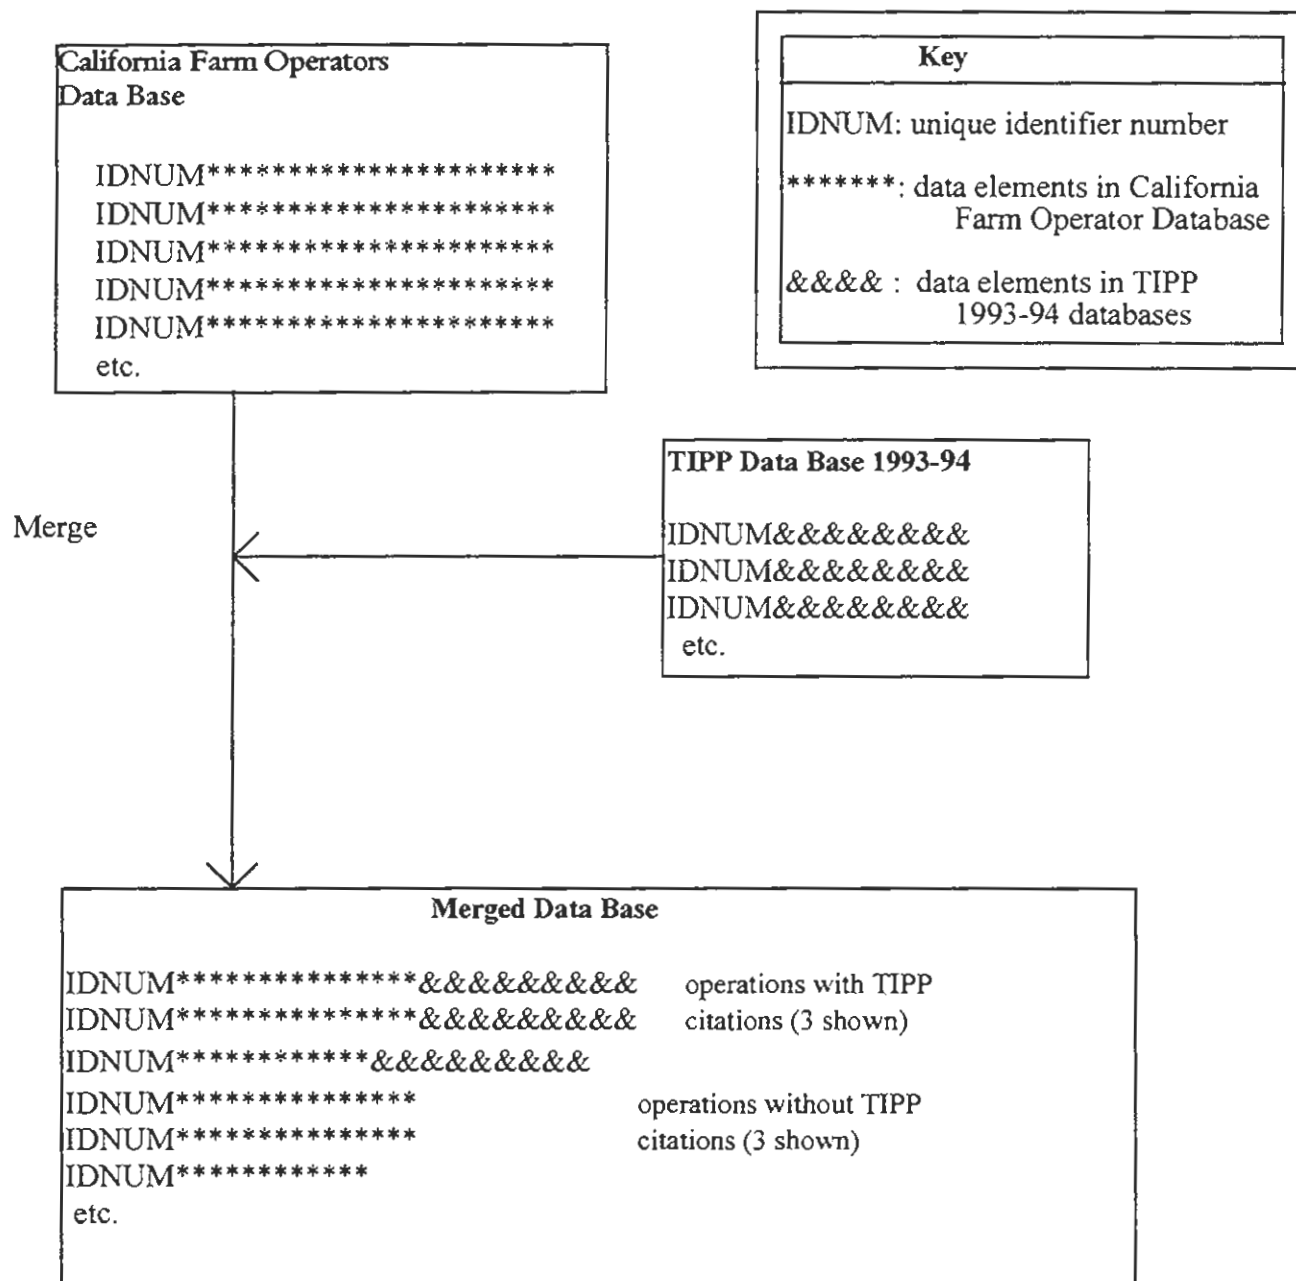 California Farm Operators
Data Base
IDNUM**********************
IDNUM**********************
IDNUM**********************
IDNUM**********************
IDNUM**********************
etc.
Key
IDNUM: unique identifier number
*******: data elements in California
Farm Operator Database
&&&& : data elements in TIPP
1993-94 databases
TIPP Data Base 1993-94
IDNUM&&&&&&&&
IDNUM&&&&&&&&
IDNUM&&&&&&&&
etc.
Merge
Merged Data Base
IDNUM***************&&&&&&&&& operations with TIPP
IDNUM***************&&&&&&&&& citations (3 shown)
IDNUM************&&&&&&&&&
IDNUM*************** operations without TIPP
IDNUM*************** citations (3 shown)
IDNUM************
etc.